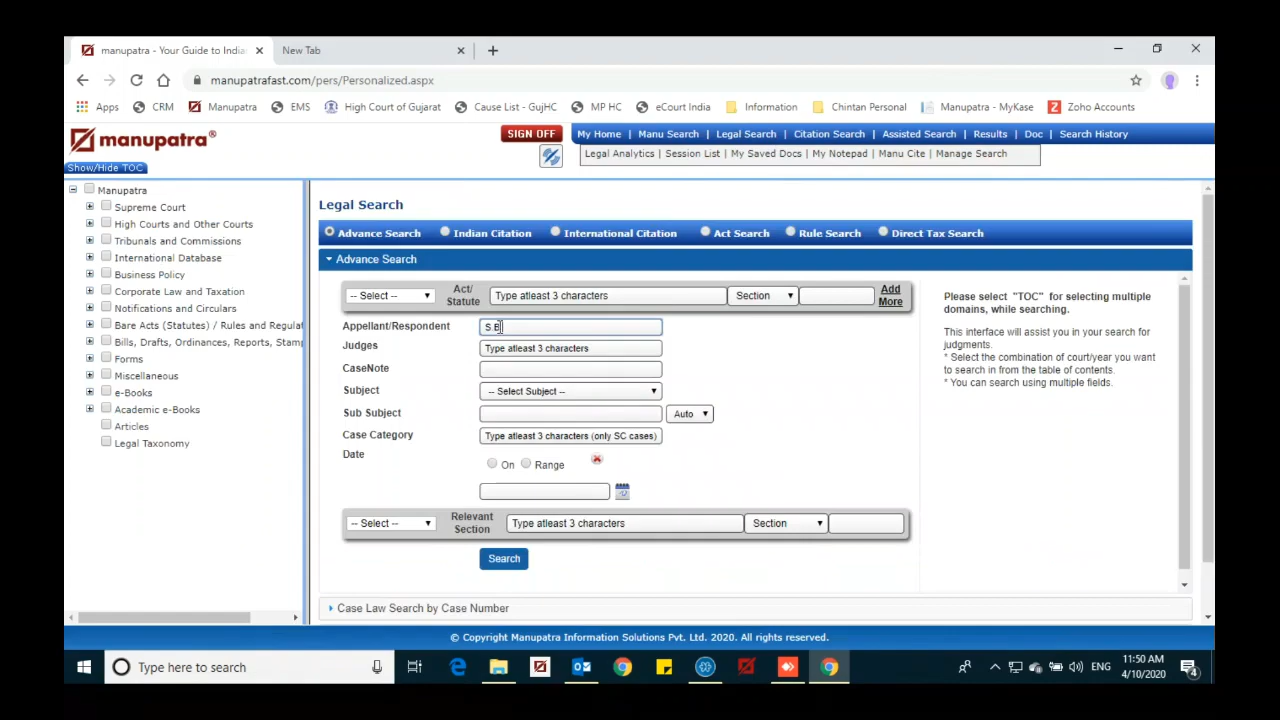 manupatra - Your Guide to India
New Tab
manupatrafast.com/pers/Personalized.aspx
Apps CRM Manupatra EMS High Court of Gujarat Cause List - GujHC MP HC eCourt India Information Chintan Personal Manupatra - MyKase Zoho Accounts
manupatra®
SIGN OFF
My Home | Manu Search | Legal Search | Citation Search | Assisted Search | Results | Doc | Search History
Legal Analytics | Session List | My Saved Docs | My Notepad | Manu Cite | Manage Search
Show/Hide TOC
Manupatra
Supreme Court
High Courts and Other Courts
Tribunals and Commissions
International Database
Business Policy
Corporate Law and Taxation
Notifications and Circulars
Bare Acts (Statutes) / Rules and Regulat
Bills, Drafts, Ordinances, Reports, Stam
Forms
Miscellaneous
e-Books
Academic e-Books
Articles
Legal Taxonomy
Legal Search
Advance Search Indian Citation International Citation Act Search Rule Search Direct Tax Search
Advance Search
-- Select -- Act/ Statute Type atleast 3 characters Section Add More
Appellant/Respondent S.B
Judges Type atleast 3 characters
CaseNote
Subject -- Select Subject --
Sub Subject Auto
Case Category Type atleast 3 characters (only SC cases)
Date
On Range
-- Select -- Relevant Section Type atleast 3 characters Section
Search
Please select "TOC" for selecting multiple
domains, while searching.
This interface will assist you in your search for
judgments.
* Select the combination of court/year you want
to search in from the table of contents.
* You can search using multiple fields.
Case Law Search by Case Number
© Copyright Manupatra Information Solutions Pvt. Ltd. 2020. All rights reserved.
Type here to search
ENG
11:50 AM
4/10/2020
4